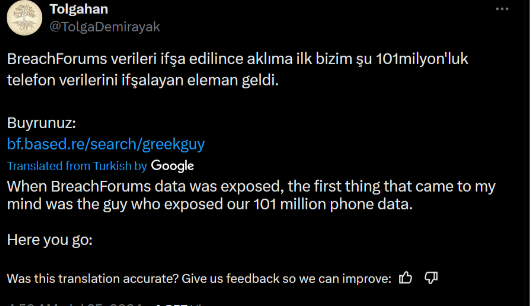 Tolgahan
@TolgaDemirayak
BreachForums verileri ifşa edilince aklıma ilk bizim şu 101milyon'luk
telefon verilerini ifşalayan eleman geldi.
Buyrunuz:
bf.based.re/search/greekguy
Translated from Turkish by Google
When BreachForums data was exposed, the first thing that came to my
mind was the guy who exposed our 101 million phone data.
Here you go:
Was this translation accurate? Give us feedback so we can improve: